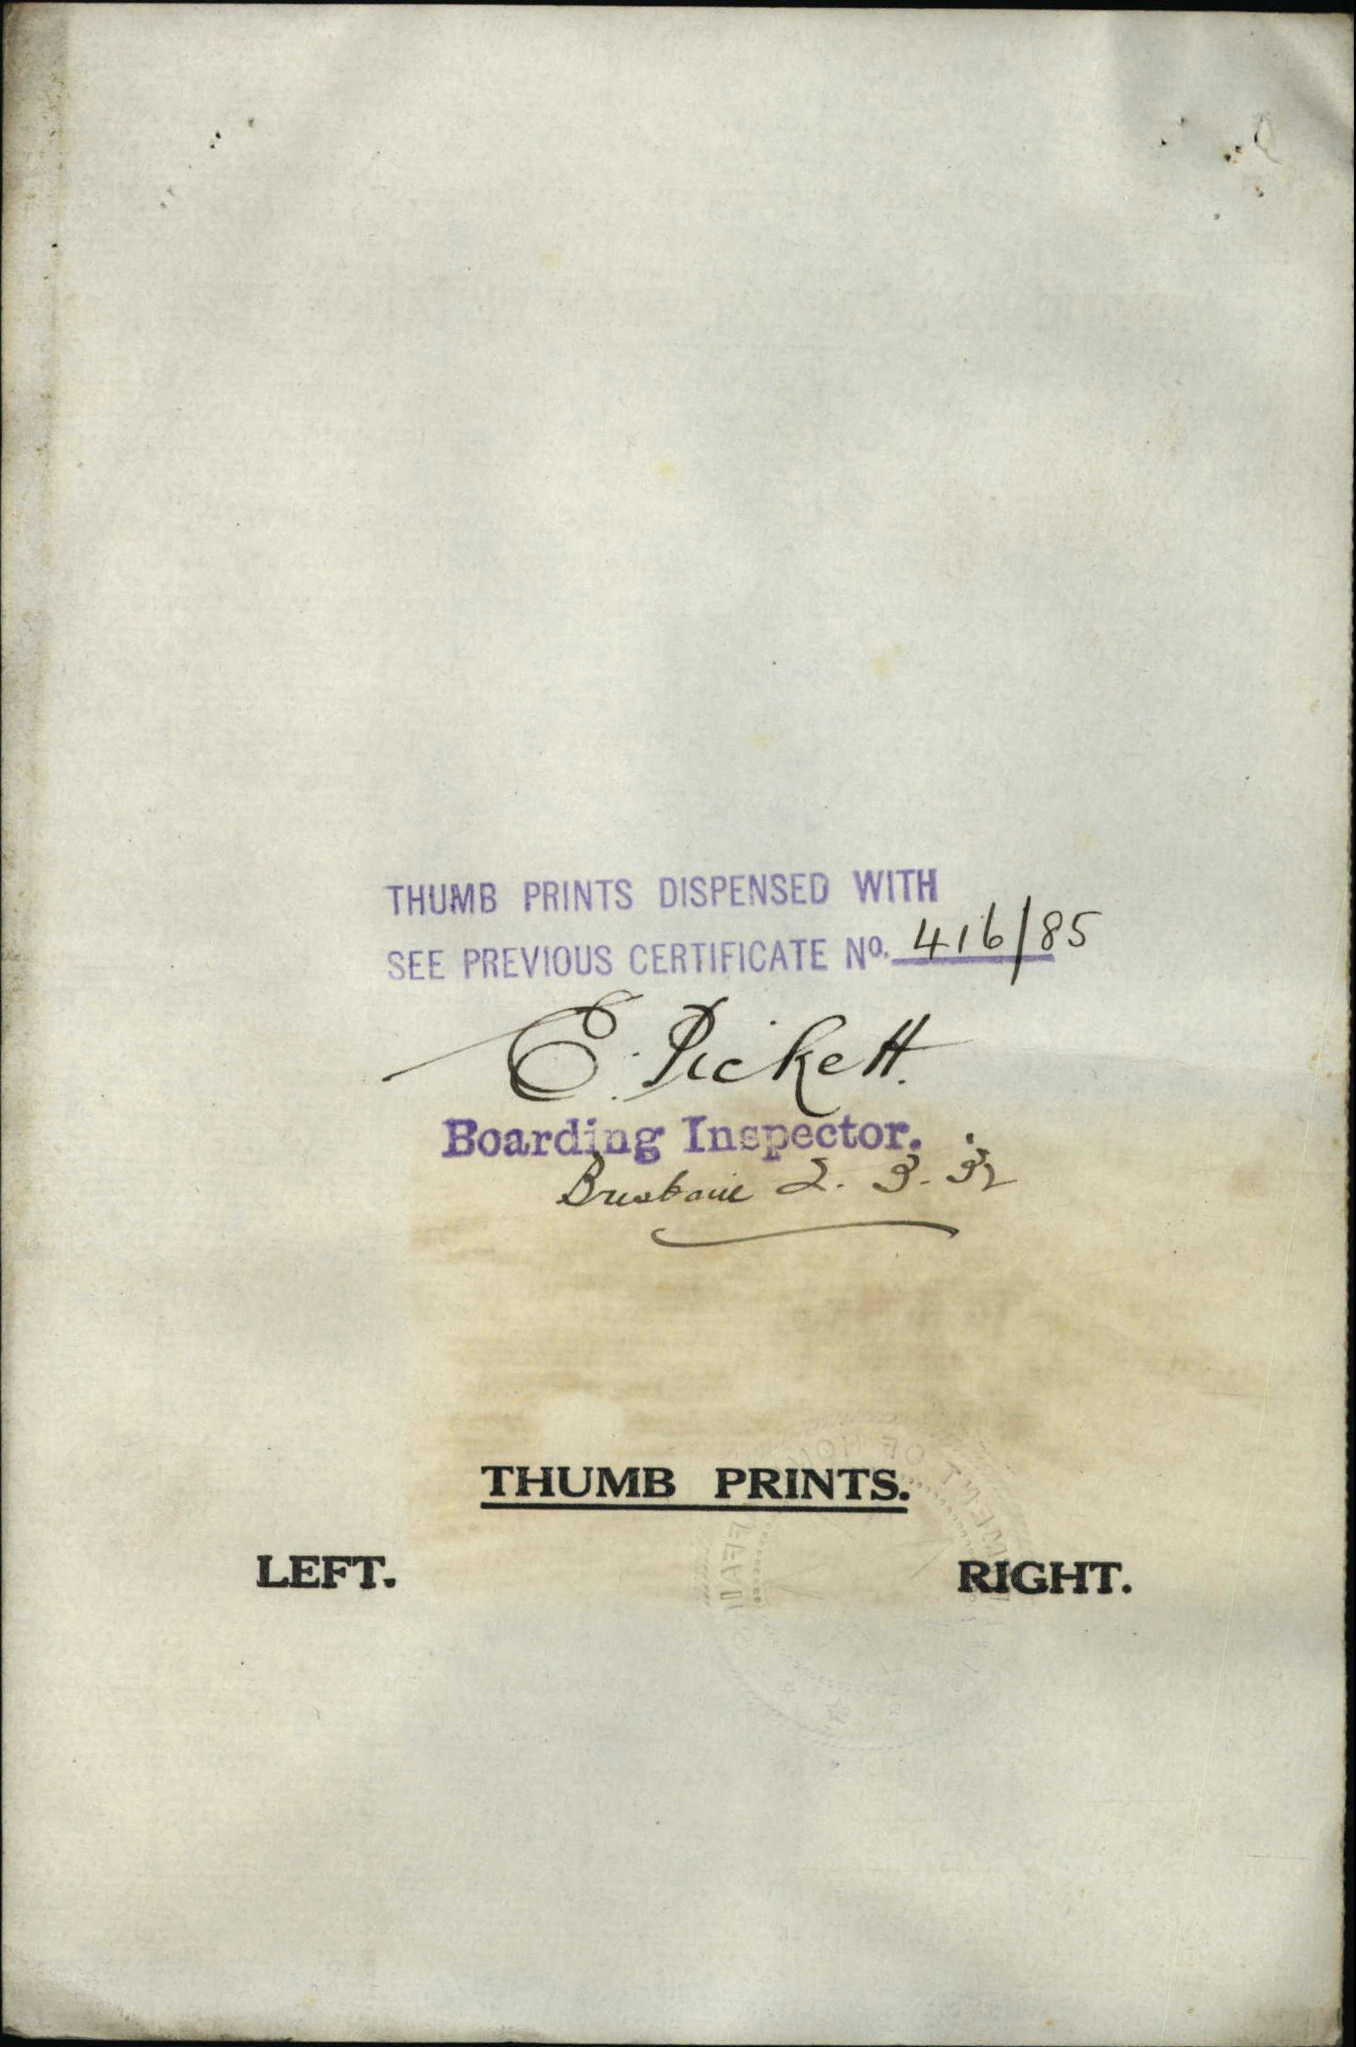 THUMB PRINTS DISPENSED WITH
SEE PREVIOUS CERTIFICATE No. 416/85
E. Pickett.
Boarding Inspector.
Brisbane 2. 3. 32
THUMB PRINTS.
LEFT. RIGHT.